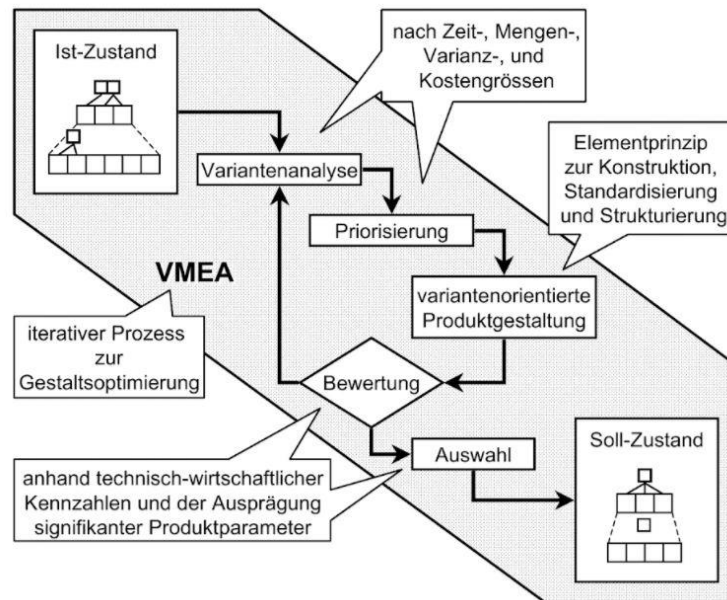 Ist-Zustand
nach Zeit-, Mengen-,
Varianz-, und
Kostengrössen
Variantenanalyse
Elementprinzip
zur Konstruktion,
Standardisierung
und Strukturierung
Priorisierung
VMEA
variantenorientierte
Produktgestaltung
iterativer Prozess
zur
Gestaltsoptimierung
Bewertung
Auswahl
Soll-Zustand
anhand technisch-wirtschaftlicher
Kennzahlen und der Ausprägung
signifikanter Produktparameter